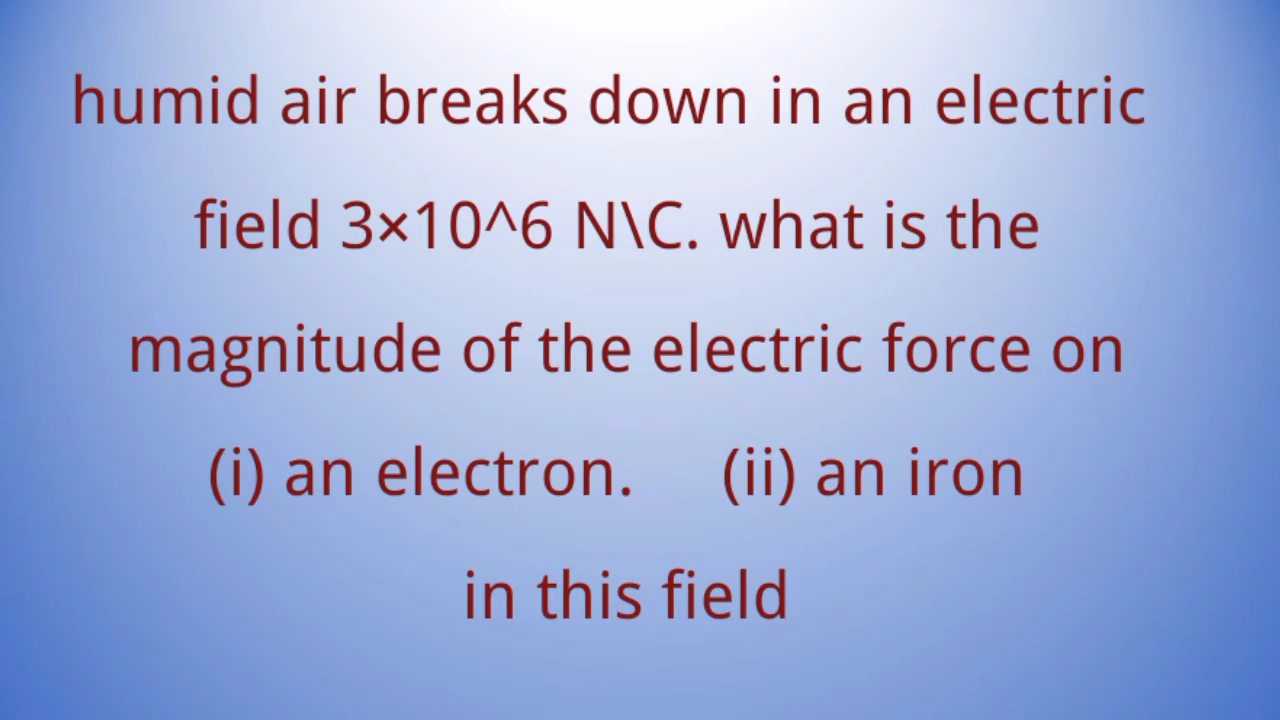 humid air breaks down in an electric
field 3×10^6 N\C. what is the
magnitude of the electric force on
(i) an electron. (ii) an iron
in this field